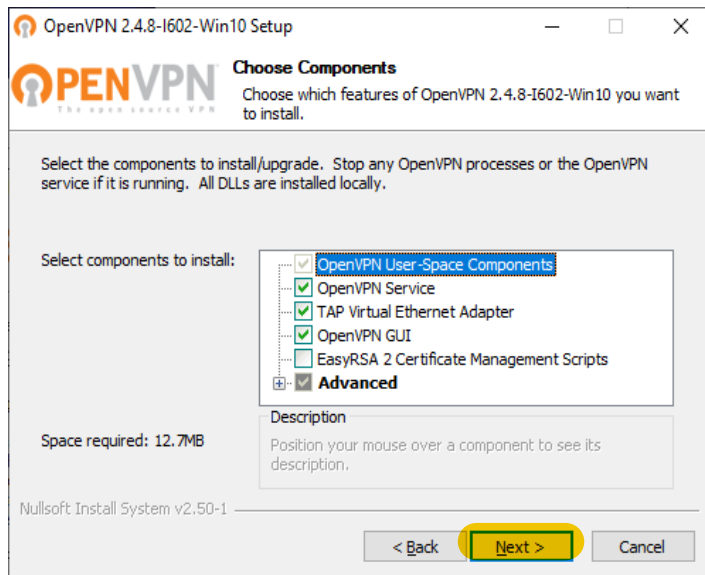 OpenVPN 2.4.8-I602-Win10 Setup
OPENVPN
The open source VPN
Choose Components
Choose which features of OpenVPN 2.4.8-I602-Win10 you want
to install.
Select the components to install/upgrade. Stop any OpenVPN processes or the OpenVPN
service if it is running. All DLLs are installed locally.
Select components to install:
OpenVPN User-Space Components
OpenVPN Service
TAP Virtual Ethernet Adapter
OpenVPN GUI
EasyRSA 2 Certificate Management Scripts
Advanced
Space required: 12.7MB
Description
Position your mouse over a component to see its
description.
Nullsoft Install System v2.50-1
< Back
Next >
Cancel